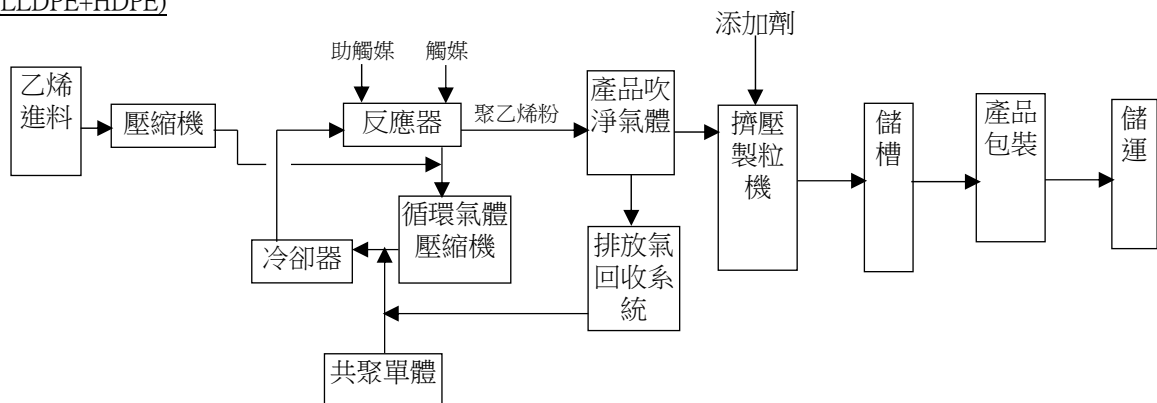 LLDPE+HDPE)
添加劑
助觸媒
觸媒
乙烯
進料
壓縮機
反應器
聚乙烯粉
產品吹
淨氣體
擠壓
製粒
機
儲
槽
產品
包裝
儲
運
循環氣體
壓縮機
冷卻器
排放氣
回收系
統
共聚單體